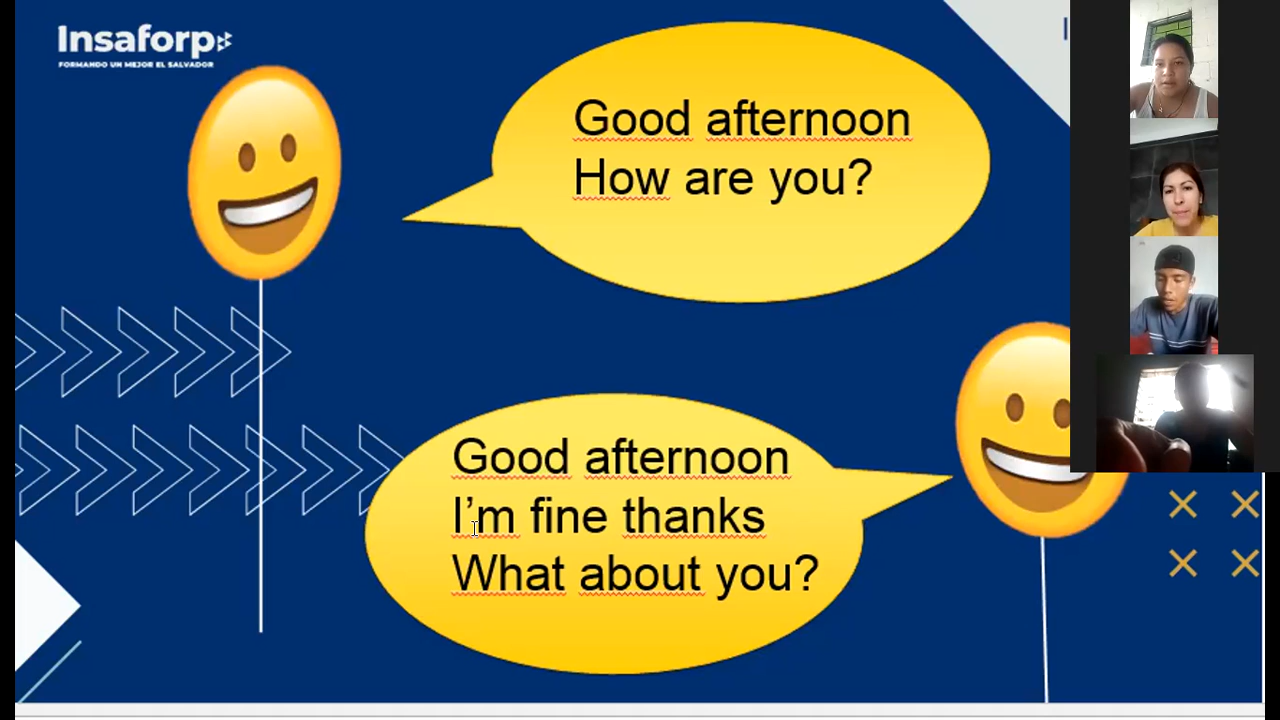 Insaforp
FORMANDO UN MEJOR EL SALVADOR
Good afternoon
How are you?
Good afternoon
I’m fine thanks
What about you?